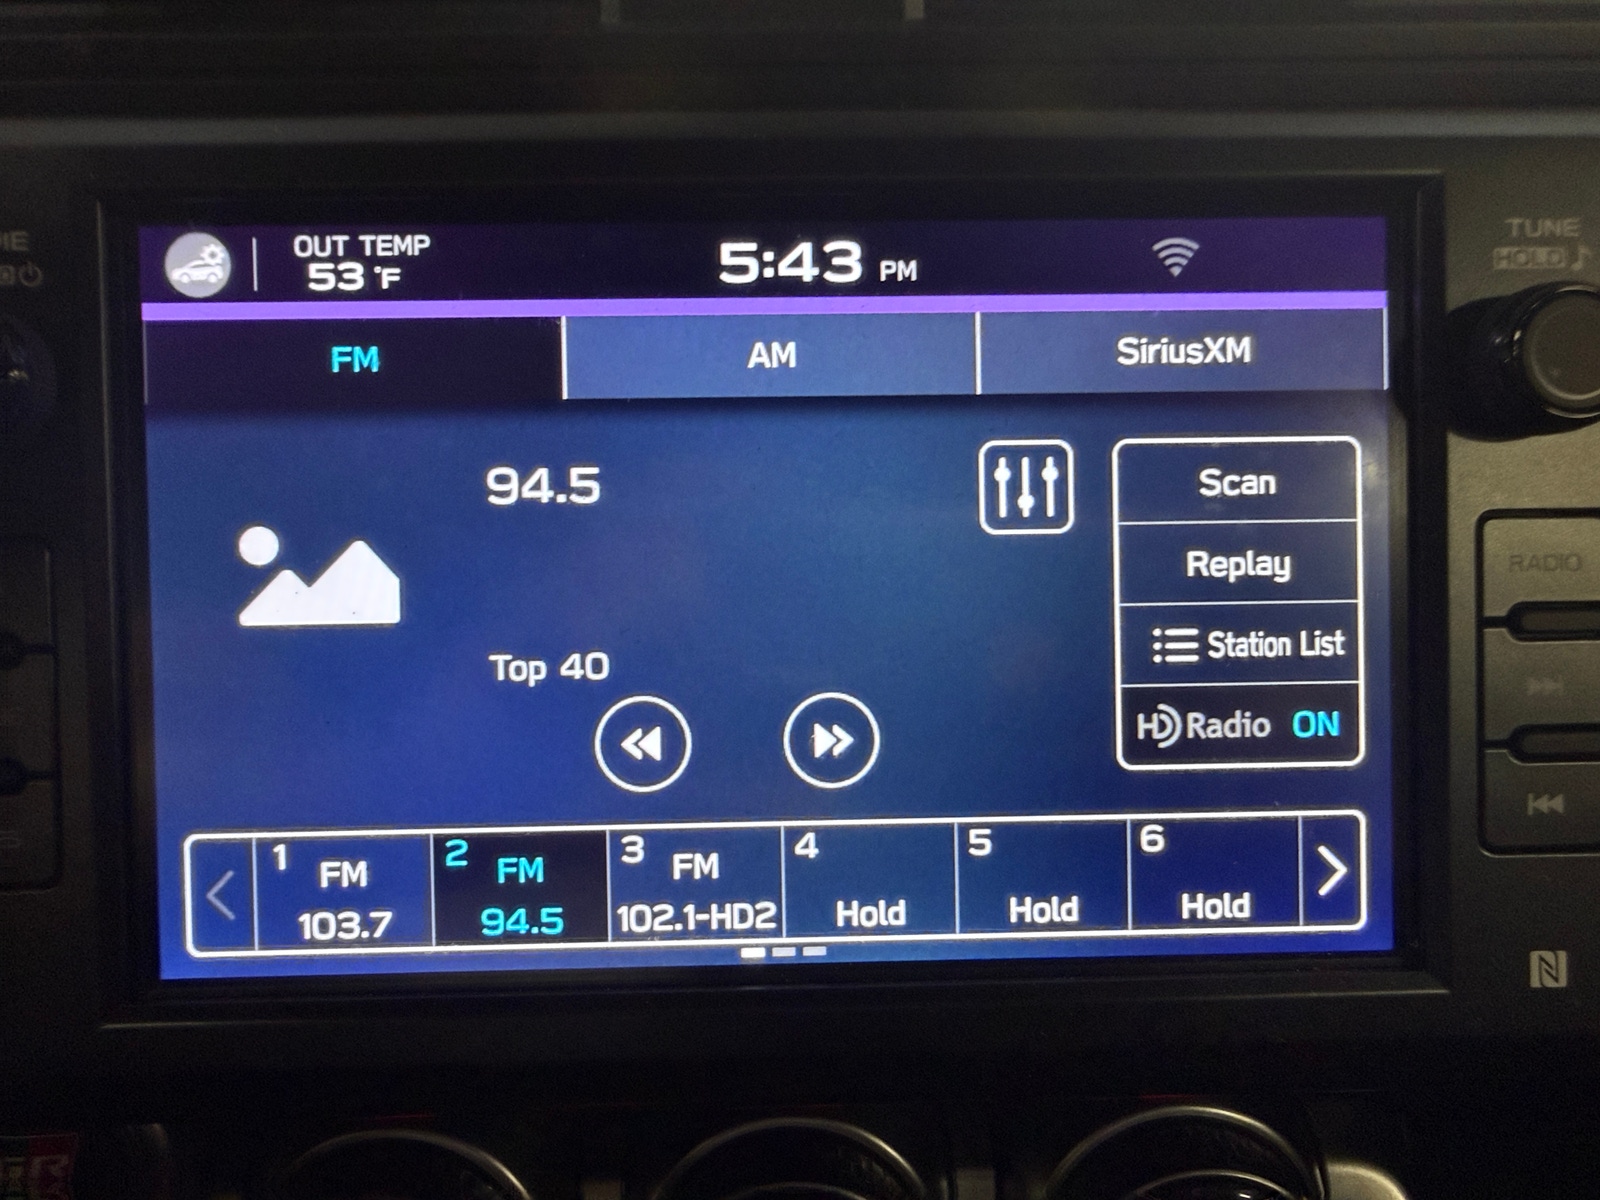 OUT TEMP
53 °F
5:43 PM
TUNE
HOLD
FM
AM
SiriusXM
94.5
Scan
Replay
Station List
HD Radio ON
Top 40
RADIO
1 FM
103.7
2 FM
94.5
3 FM
102.1-HD2
4
Hold
5
Hold
6
Hold